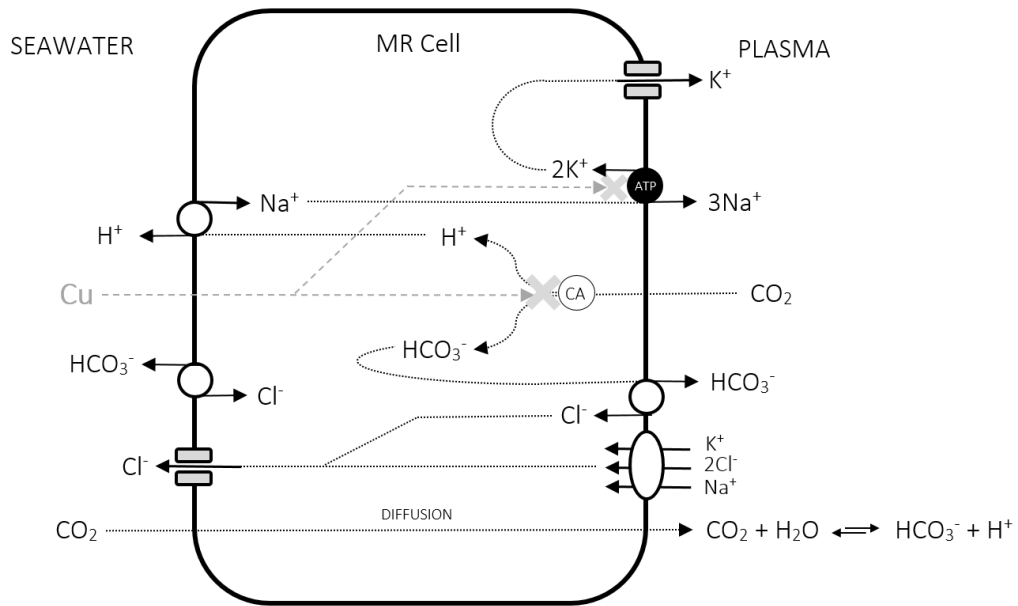 SEAWATER
MR Cell
PLASMA
K⁺
2K⁺
ATP
Na⁺
3Na⁺
H⁺
H⁺
Cu
CA
CO₂
HCO₃⁻
HCO₃⁻
HCO₃⁻
Cl⁻
Cl⁻
K⁺
2Cl⁻
Na⁺
Cl⁻
DIFFUSION
CO₂
CO₂ + H₂O
HCO₃⁻ + H⁺